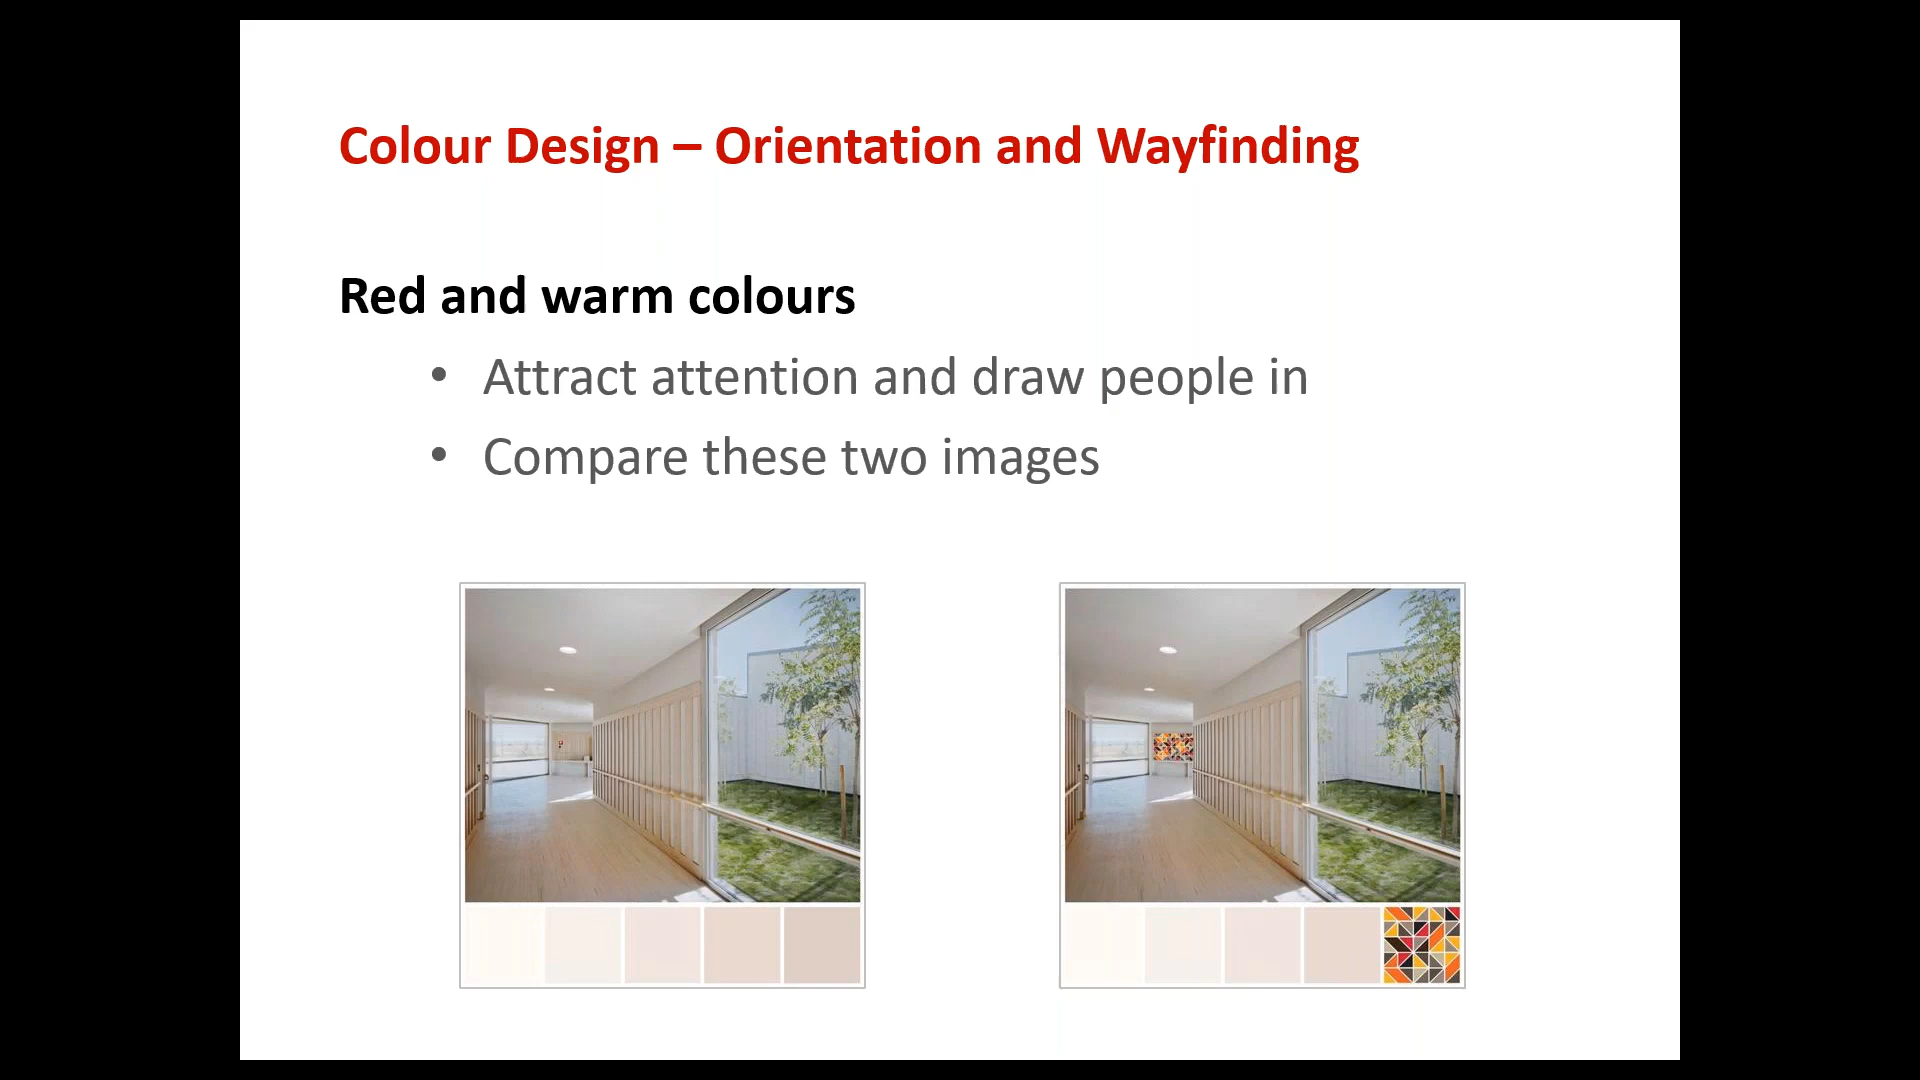 Colour Design – Orientation and Wayfinding
Red and warm colours
• Attract attention and draw people in
• Compare these two images